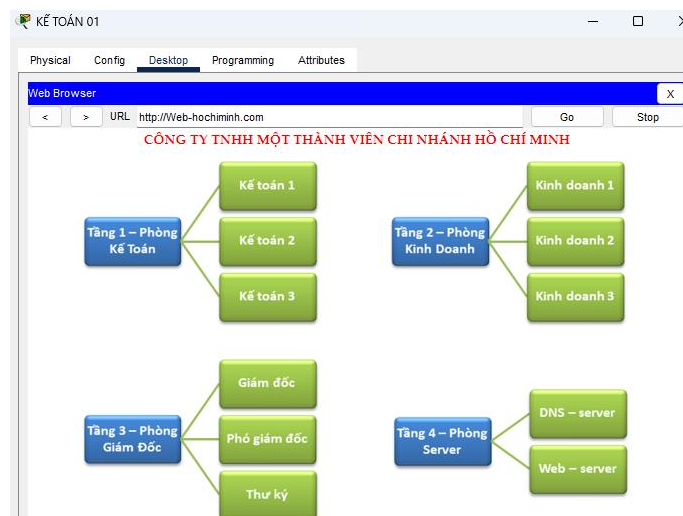 KẾ TOÁN 01
Physical Config Desktop Programming Attributes
Web Browser X
< > URL http://Web-hochiminh.com Go Stop
CÔNG TY TNHH MỘT THÀNH VIÊN CHI NHÁNH HỒ CHÍ MINH
Tầng 1 – Phòng
Kế Toán
Kế toán 1
Kế toán 2
Kế toán 3
Tầng 2 – Phòng
Kinh Doanh
Kinh doanh 1
Kinh doanh 2
Kinh doanh 3
Tầng 3 – Phòng
Giám Đốc
Giám đốc
Phó giám đốc
Thư ký
Tầng 4 – Phòng
Server
DNS – server
Web – server